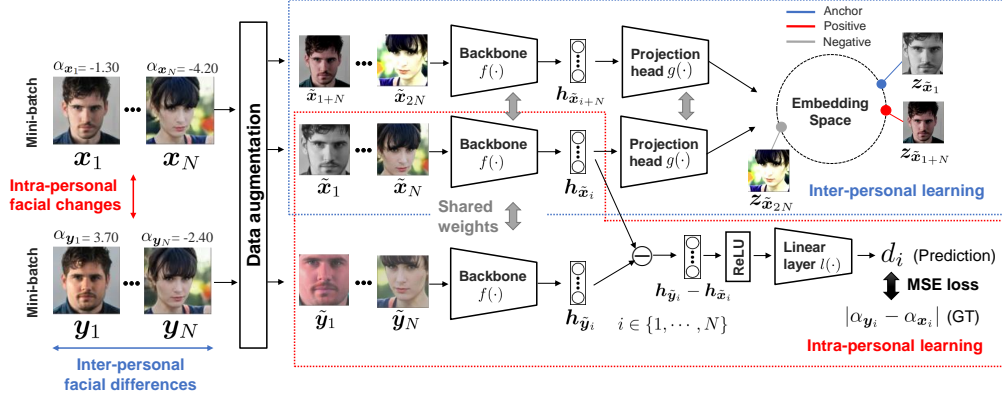 Mini-batch
α_{x_1} = -1.30
α_{x_N} = -4.20
x_1
x_N
Intra-personal
facial changes
Mini-batch
α_{y_1} = 3.70
α_{y_N} = -2.40
y_1
y_N
Inter-personal
facial differences
Data augmentation
x̃_{1+N}
x̃_{2N}
Backbone
f(·)
h_{x̃_{i+N}}
Projection
head g(·)
Anchor
Positive
Negative
z_{x̃_1}
Embedding
Space
z_{x̃_{1+N}}
z_{x̃_{2N}}
Inter-personal learning
x̃_1
x̃_N
Backbone
f(·)
h_{x̃_i}
Projection
head g(·)
Shared
weights
ỹ_1
ỹ_N
Backbone
f(·)
h_{ỹ_i}
−
h_{ỹ_i} − h_{x̃_i}
i ∈ {1, ⋯, N}
ReLU
Linear
layer l(·)
d_i (Prediction)
MSE loss
|α_{y_i} − α_{x_i}| (GT)
Intra-personal learning